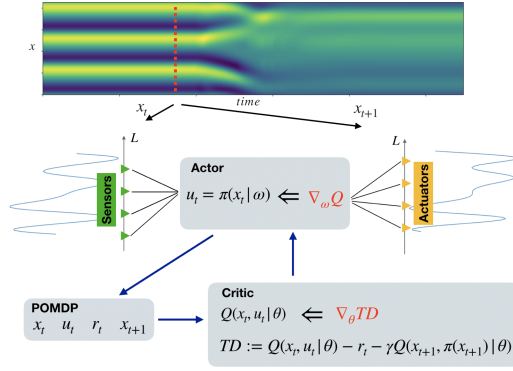 x
time
x_t
x_{t+1}
L
Sensors
Actor
u_t = π(x_t|ω) ⇐ ∇_ω Q
L
Actuators
POMDP
x_t u_t r_t x_{t+1}
Critic
Q(x_t, u_t|θ) ⇐ ∇_θ TD
TD := Q(x_t, u_t|θ) − r_t − γQ(x_{t+1}, π(x_{t+1})|θ)